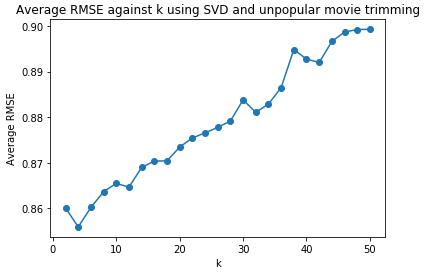 Average RMSE against k using SVD and unpopular movie trimming
0.90
0.89
0.88
0.87
0.86
Average RMSE
0 10 20 30 40 50
k